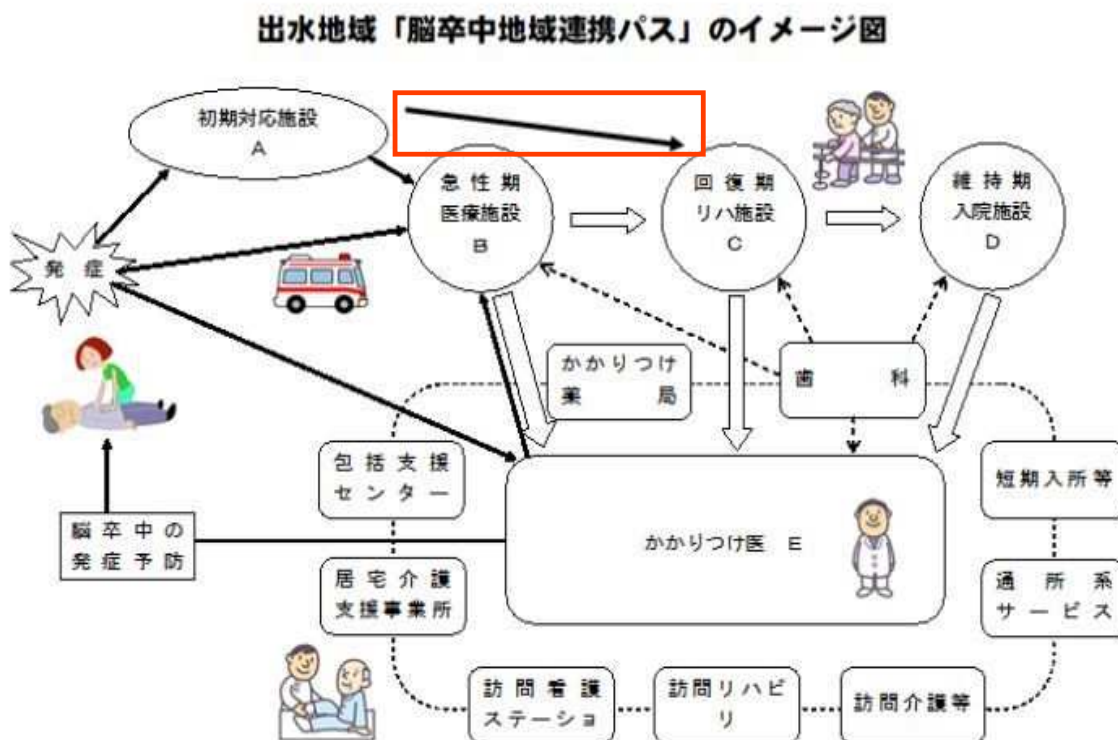 出水地域「脳卒中地域連携パス」のイメージ図
初期対応施設
A
急性期
医療施設
B
回復期
リハ施設
C
維持期
入院施設
D
発症
かかりつけ
薬局
歯科
包括支援
センター
短期入所等
脳卒中の
発症予防
かかりつけ医 E
居宅介護
支援事業所
通所系
サービス
訪問看護
ステーショ
訪問リハビ
リ
訪問介護等